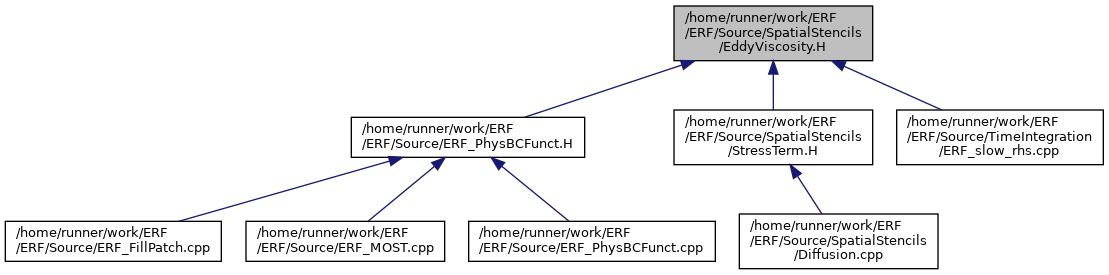 /home/runner/work/ERF
/ERF/Source/SpatialStencils
/EddyViscosity.H
/home/runner/work/ERF
/ERF/Source/ERF_PhysBCFunct.H
/home/runner/work/ERF
/ERF/Source/SpatialStencils
/StressTerm.H
/home/runner/work/ERF
/ERF/Source/TimeIntegration
/ERF_slow_rhs.cpp
/home/runner/work/ERF
/ERF/Source/ERF_FillPatch.cpp
/home/runner/work/ERF
/ERF/Source/ERF_MOST.cpp
/home/runner/work/ERF
/ERF/Source/ERF_PhysBCFunct.cpp
/home/runner/work/ERF
/ERF/Source/SpatialStencils
/Diffusion.cpp